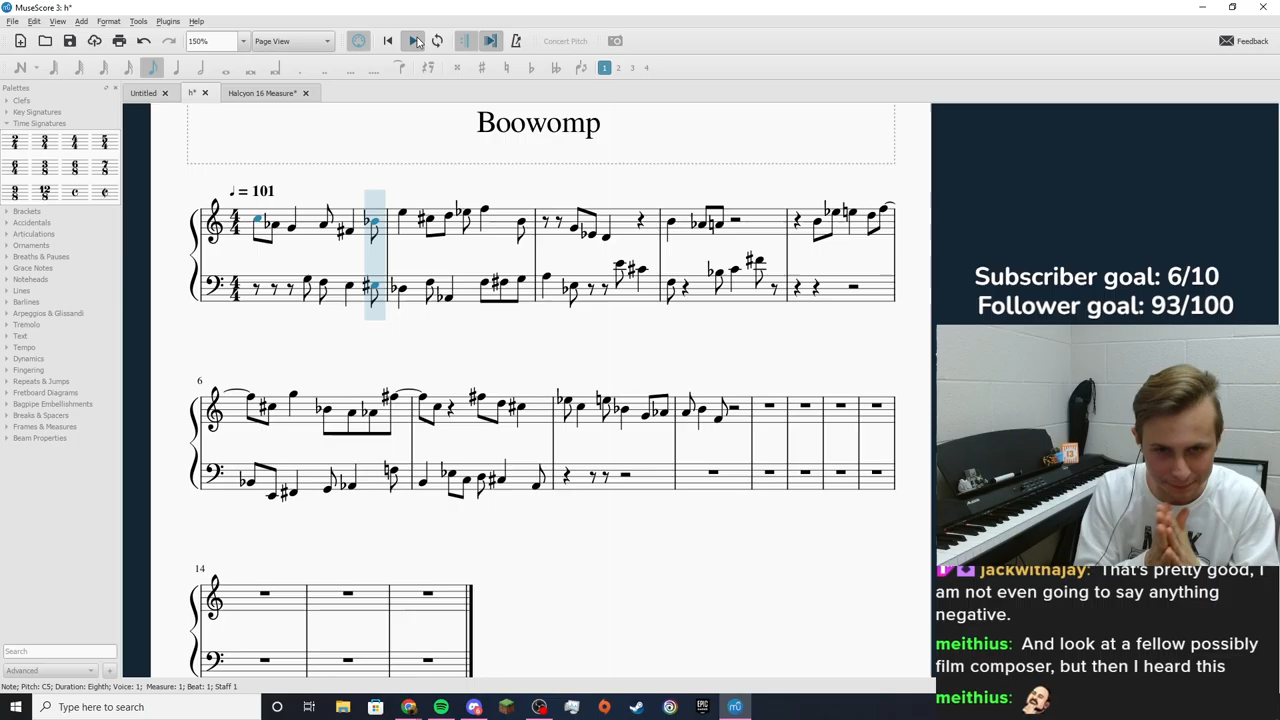 MuseScore 3: h*
File Edit View Add Format Tools Plugins Help
150% Page View Concert Pitch Feedback
1 2 3 4
Palettes
Untitled h* Halcyon 16 Measure*
Clefs
Key Signatures
Time Signatures
Brackets
Accidentals
Articulations
Ornaments
Breaths & Pauses
Grace Notes
Noteheads
Lines
Barlines
Arpeggios & Glissandi
Tremolo
Text
Tempo
Dynamics
Fingering
Repeats & Jumps
Fretboard Diagrams
Bagpipe Embellishments
Breaks & Spacers
Frames & Measures
Beam Properties
Search
Advanced +
Boowomp
= 101
6
14
Subscriber goal: 6/10
Follower goal: 93/100
jackwithajay: That's pretty good, I
am not even going to say anything
negative.
meithius: And look at a fellow possibly
film composer, but then I heard this
meithius:
Note; Pitch: C5; Duration: Eighth; Voice: 1; Measure: 1; Beat: 1; Staff 1
Type here to search